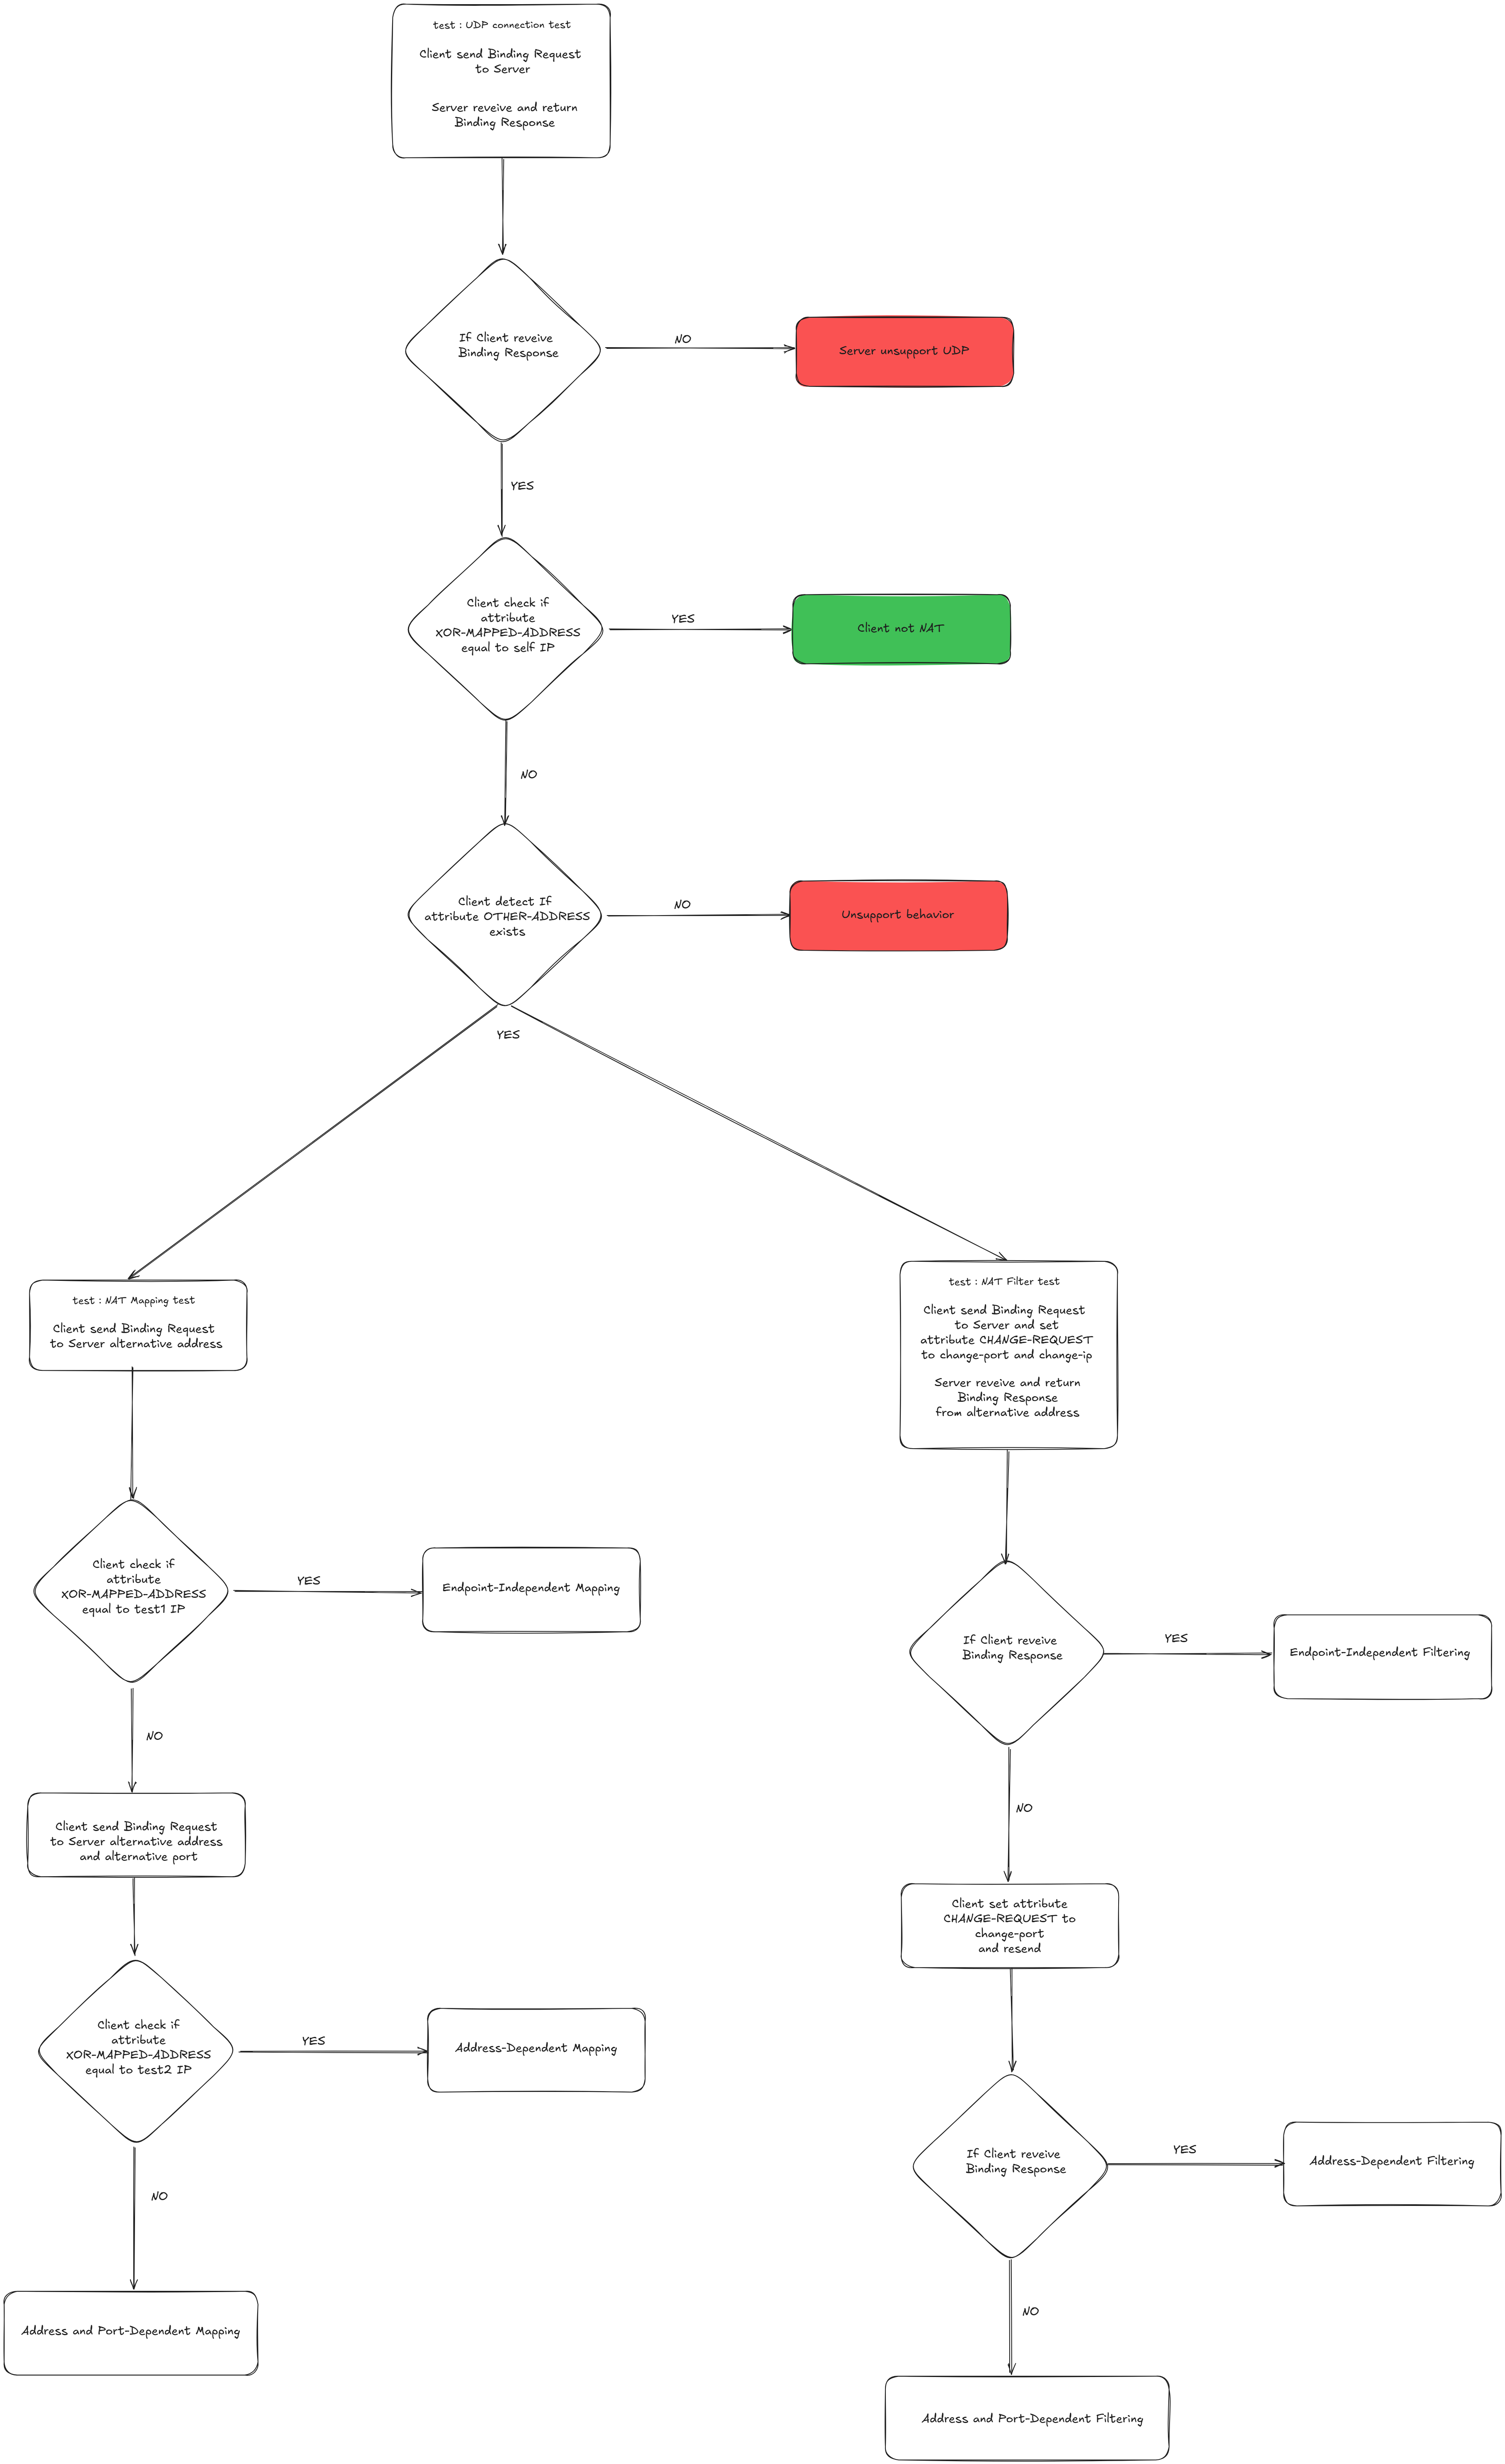 test : UDP connection test
Client send Binding Request
to Server
Server reveive and return
Binding Response
If Client reveive
Binding Response
NO
Server unsupport UDP
YES
Client check if
attribute
XOR-MAPPED-ADDRESS
equal to self IP
YES
Client not NAT
NO
Client detect If
attribute OTHER-ADDRESS
exists
NO
Unsupport behavior
YES
test : NAT Mapping test
Client send Binding Request
to Server alternative address
Client check if
attribute
XOR-MAPPED-ADDRESS
equal to test1 IP
YES
Endpoint-Independent Mapping
NO
Client send Binding Request
to Server alternative address
and alternative port
Client check if
attribute
XOR-MAPPED-ADDRESS
equal to test2 IP
YES
Address-Dependent Mapping
NO
Address and Port-Dependent Mapping
test : NAT Filter test
Client send Binding Request
to Server and set
attribute CHANGE-REQUEST
to change-port and change-ip
Server reveive and return
Binding Response
from alternative address
If Client reveive
Binding Response
YES
Endpoint-Independent Filtering
NO
Client set attribute
CHANGE-REQUEST to
change-port
and resend
If Client reveive
Binding Response
YES
Address-Dependent Filtering
NO
Address and Port-Dependent Filtering